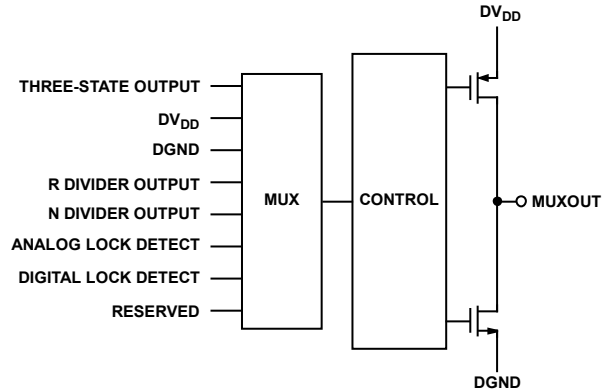 DVDD
THREE-STATE OUTPUT
DVDD
DGND
R DIVIDER OUTPUT
N DIVIDER OUTPUT
ANALOG LOCK DETECT
DIGITAL LOCK DETECT
RESERVED
MUX
CONTROL
MUXOUT
DGND